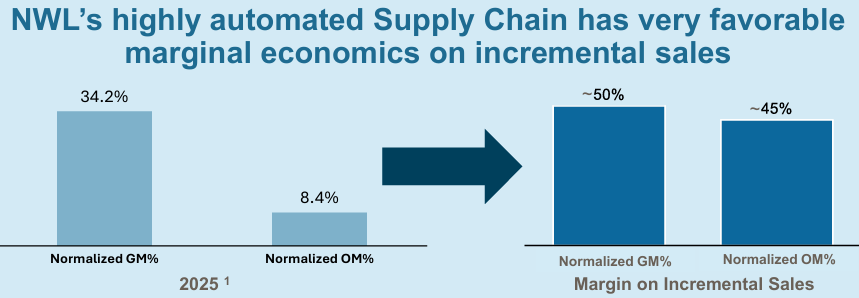 NWL's highly automated Supply Chain has very favorable
marginal economics on incremental sales
34.2%
8.4%
Normalized GM%
Normalized OM%
2025 ¹
~50%
~45%
Normalized GM%
Normalized OM%
Margin on Incremental Sales